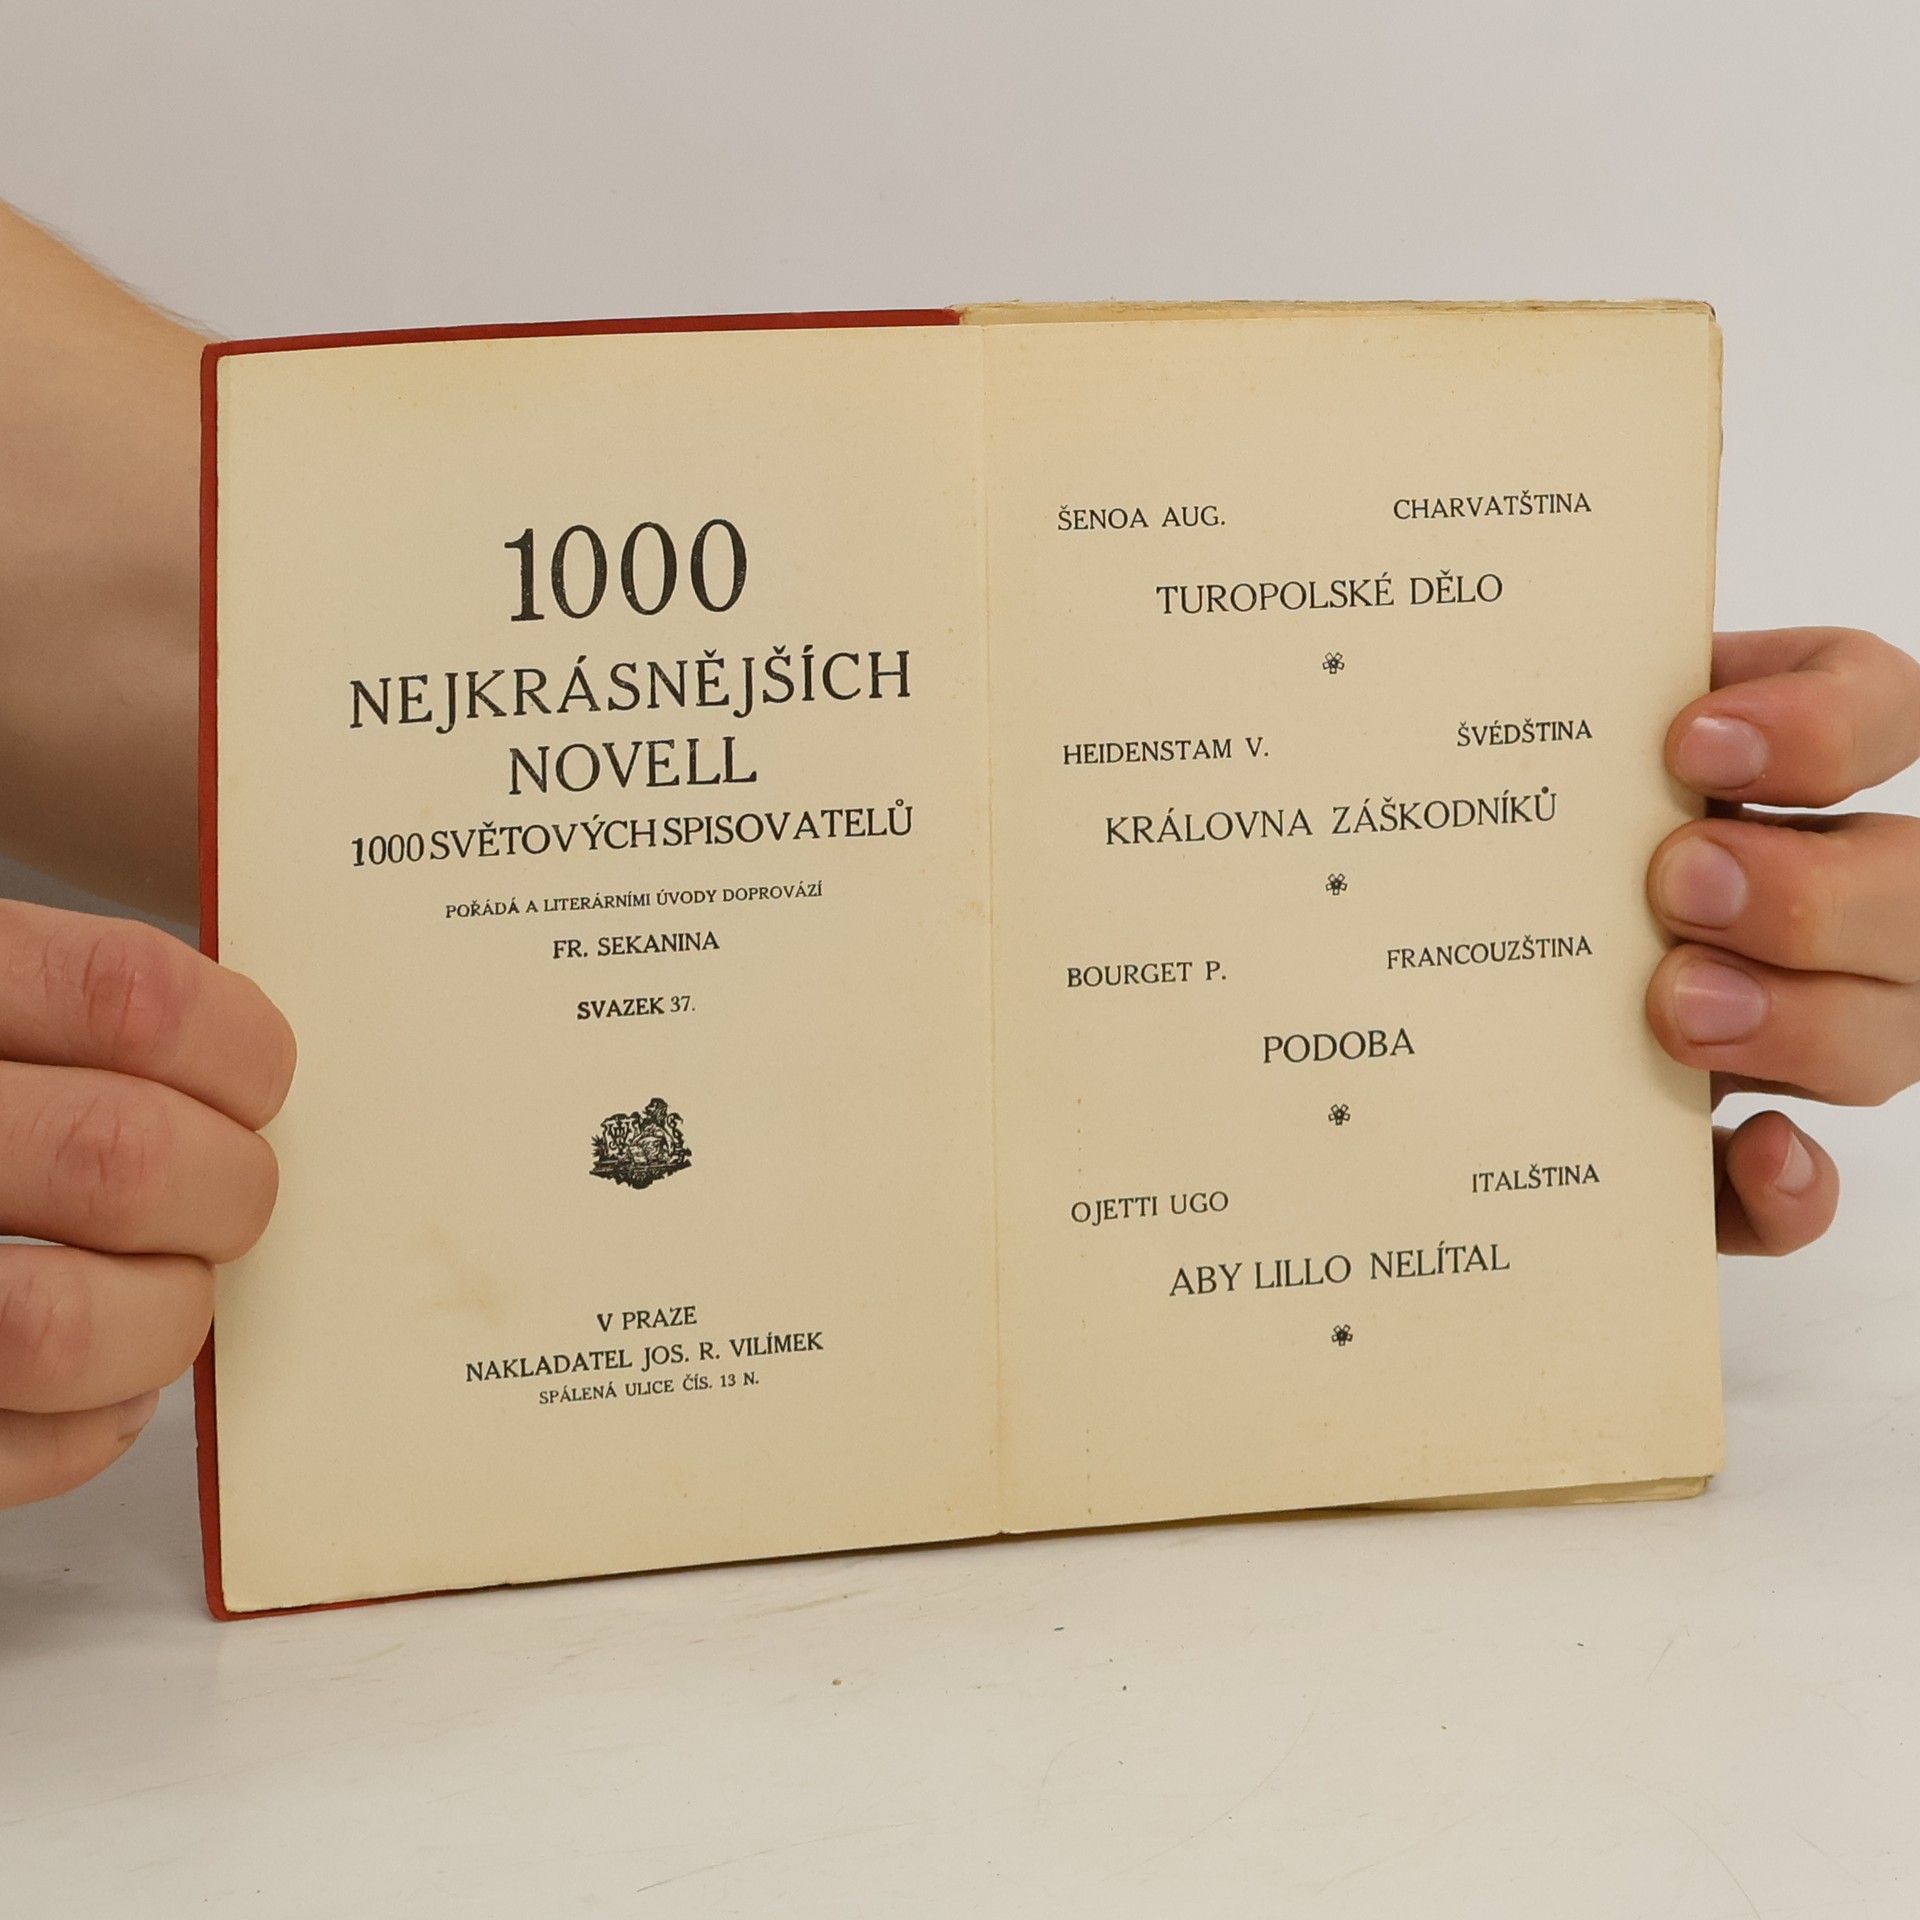 1000
NEJKRÁSNĚJŠÍCH
NOVELL
1000 SVĚTOVÝCH SPISOVATELŮ
POŘÁDÁ A LITERÁRNÍMI ÚVODY DOPROVÁZÍ
FR. SEKANINA
SVAZEK 37.
V PRAZE
NAKLADATEL JOS. R. VILÍMEK
SPÁLENÁ ULICE ČÍS. 13 N.
ŠENOA AUG. CHARVATŠTINA
TUROPOLSKÉ DĚLO
HEIDENSTAM V. ŠVÉDŠTINA
KRÁLOVNA ZÁŠKODNÍKŮ
BOURGET P. FRANCOUZŠTINA
PODOBA
OJETTI UGO ITALŠTINA
ABY LILLO NELÍTAL